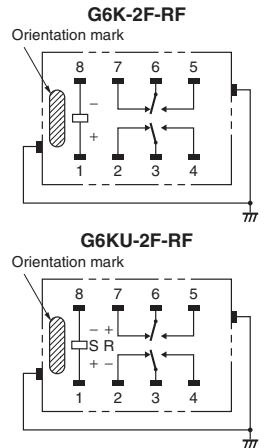 G6K-2F-RF
Orientation mark
8 7 6 5
−
+
1 2 3 4
G6KU-2F-RF
Orientation mark
8 7 6 5
− +
S R
+ −
1 2 3 4